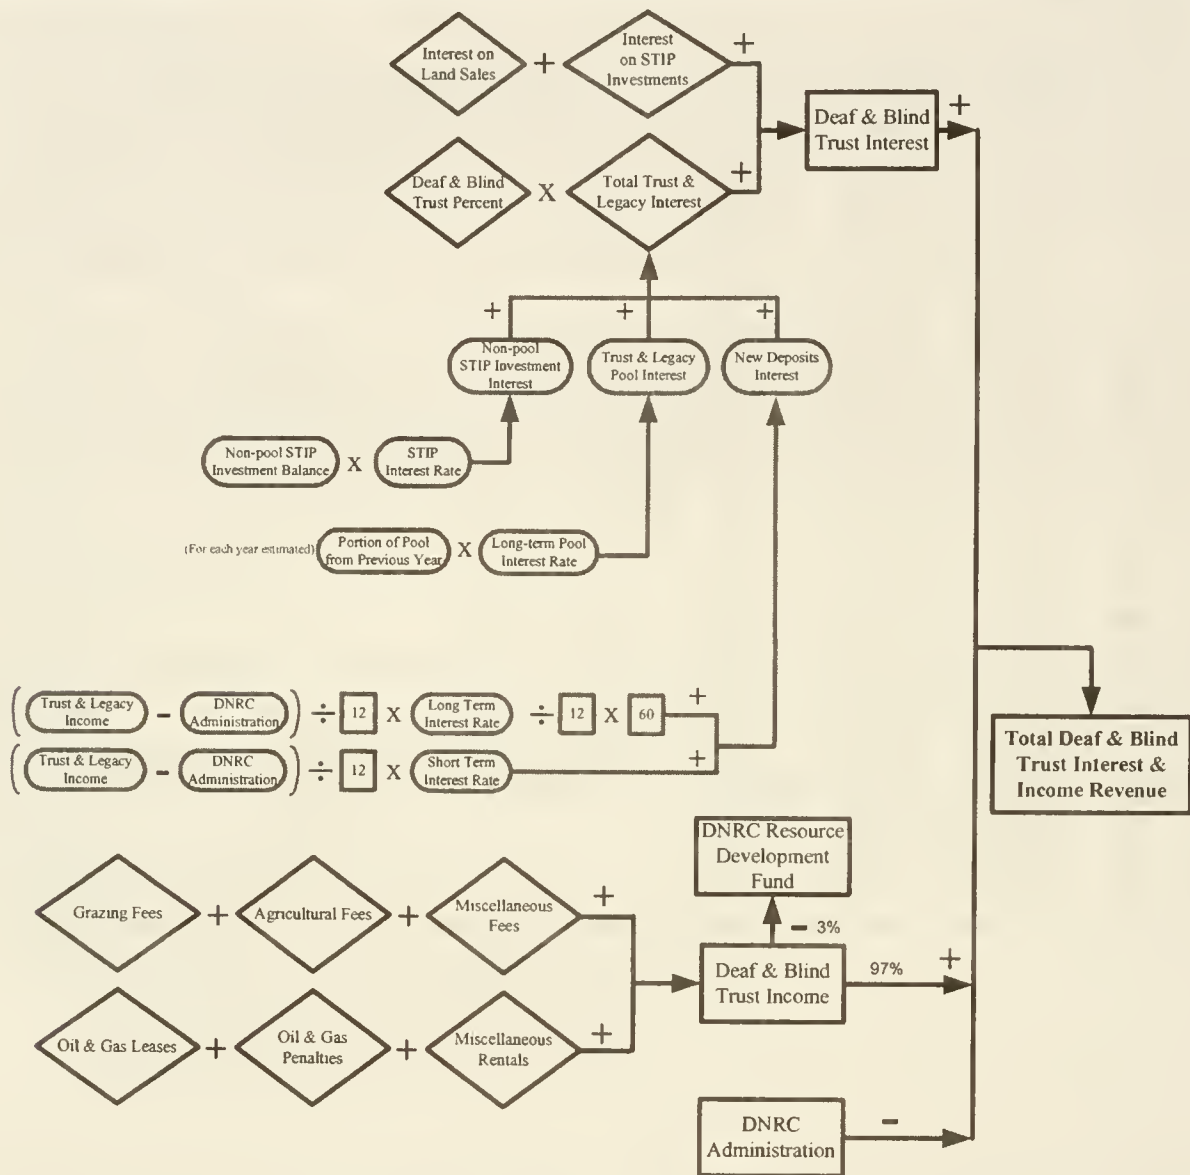 Interest on
Land Sales
+
Interest
on STIP
Investments
+
Deaf & Blind
Trust Interest
+
Deaf & Blind
Trust Percent
X
Total Trust &
Legacy Interest
+
+
+
+
Non-pool
STIP Investment
Interest
Trust & Legacy
Pool Interest
New Deposits
Interest
Non-pool STIP
Investment Balance
X
STIP
Interest Rate
(For each year estimated)
Portion of Pool
from Previous Year
X
Long-term Pool
Interest Rate
(Trust & Legacy
Income
-
DNRC
Administration)
÷ 12 X
Long Term
Interest Rate
÷ 12 X 60
+
(Trust & Legacy
Income
-
DNRC
Administration)
÷ 12 X
Short Term
Interest Rate
+
Total Deaf & Blind
Trust Interest &
Income Revenue
DNRC Resource
Development
Fund
- 3%
Grazing Fees
+
Agricultural Fees
+
Miscellaneous
Fees
+
Deaf & Blind
Trust Income
97%
+
Oil & Gas Leases
+
Oil & Gas
Penalties
+
Miscellaneous
Rentals
+
DNRC
Administration
-